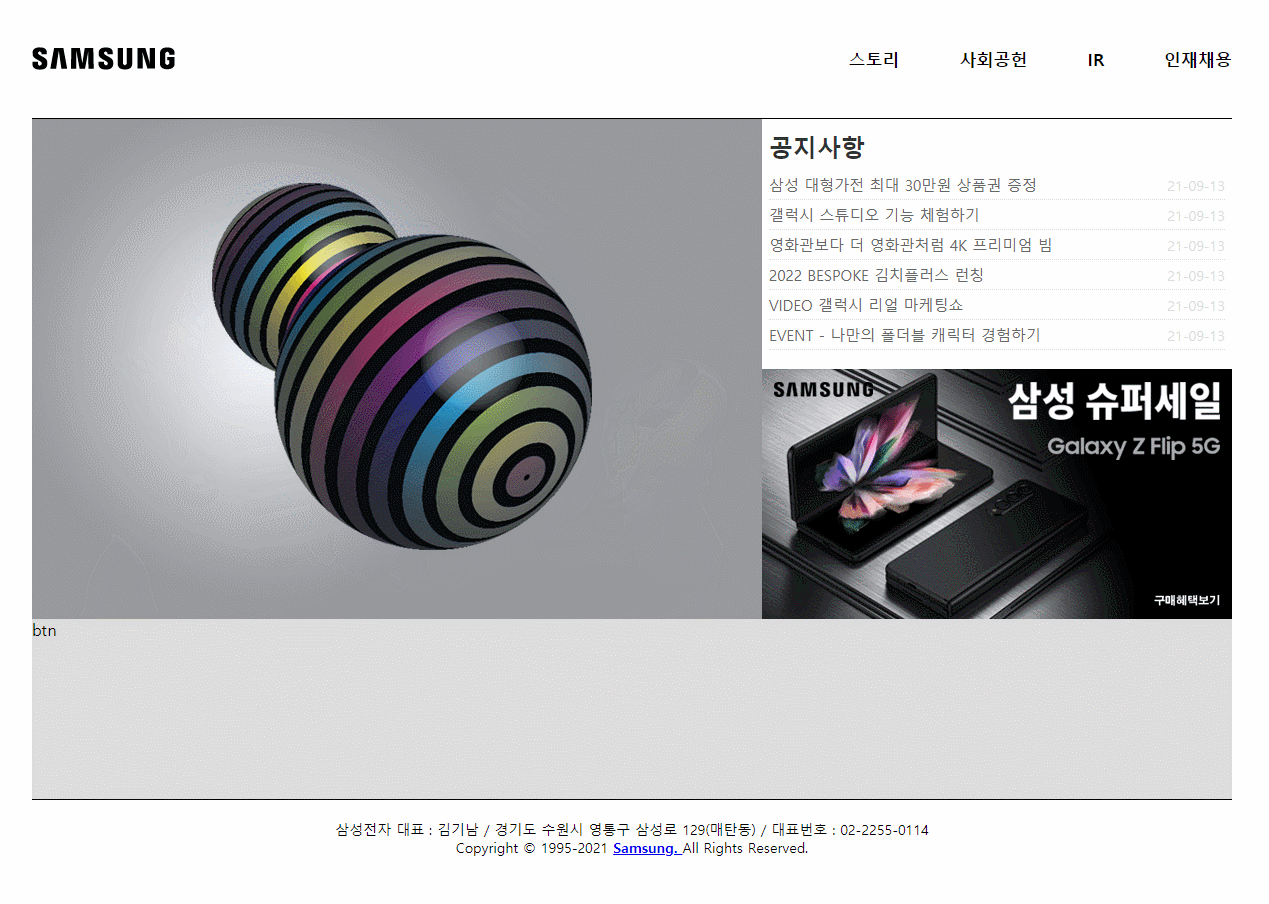 SAMSUNG
스토리 사회공헌 IR 인재채용
공지사항
삼성 대형가전 최대 30만원 상품권 증정 21-09-13
갤럭시 스튜디오 기능 체험하기 21-09-13
영화관보다 더 영화관처럼 4K 프리미엄 빔 21-09-13
2022 BESPOKE 김치플러스 런칭 21-09-13
VIDEO 갤럭시 리얼 마케팅쇼 21-09-13
EVENT - 나만의 폴더블 캐릭터 경험하기 21-09-13
SAMSUNG
삼성 슈퍼세일
Galaxy Z Flip 5G
구매혜택보기
btn
삼성전자 대표 : 김기남 / 경기도 수원시 영통구 삼성로 129(매탄동) / 대표번호 : 02-2255-0114
Copyright © 1995-2021 Samsung. All Rights Reserved.